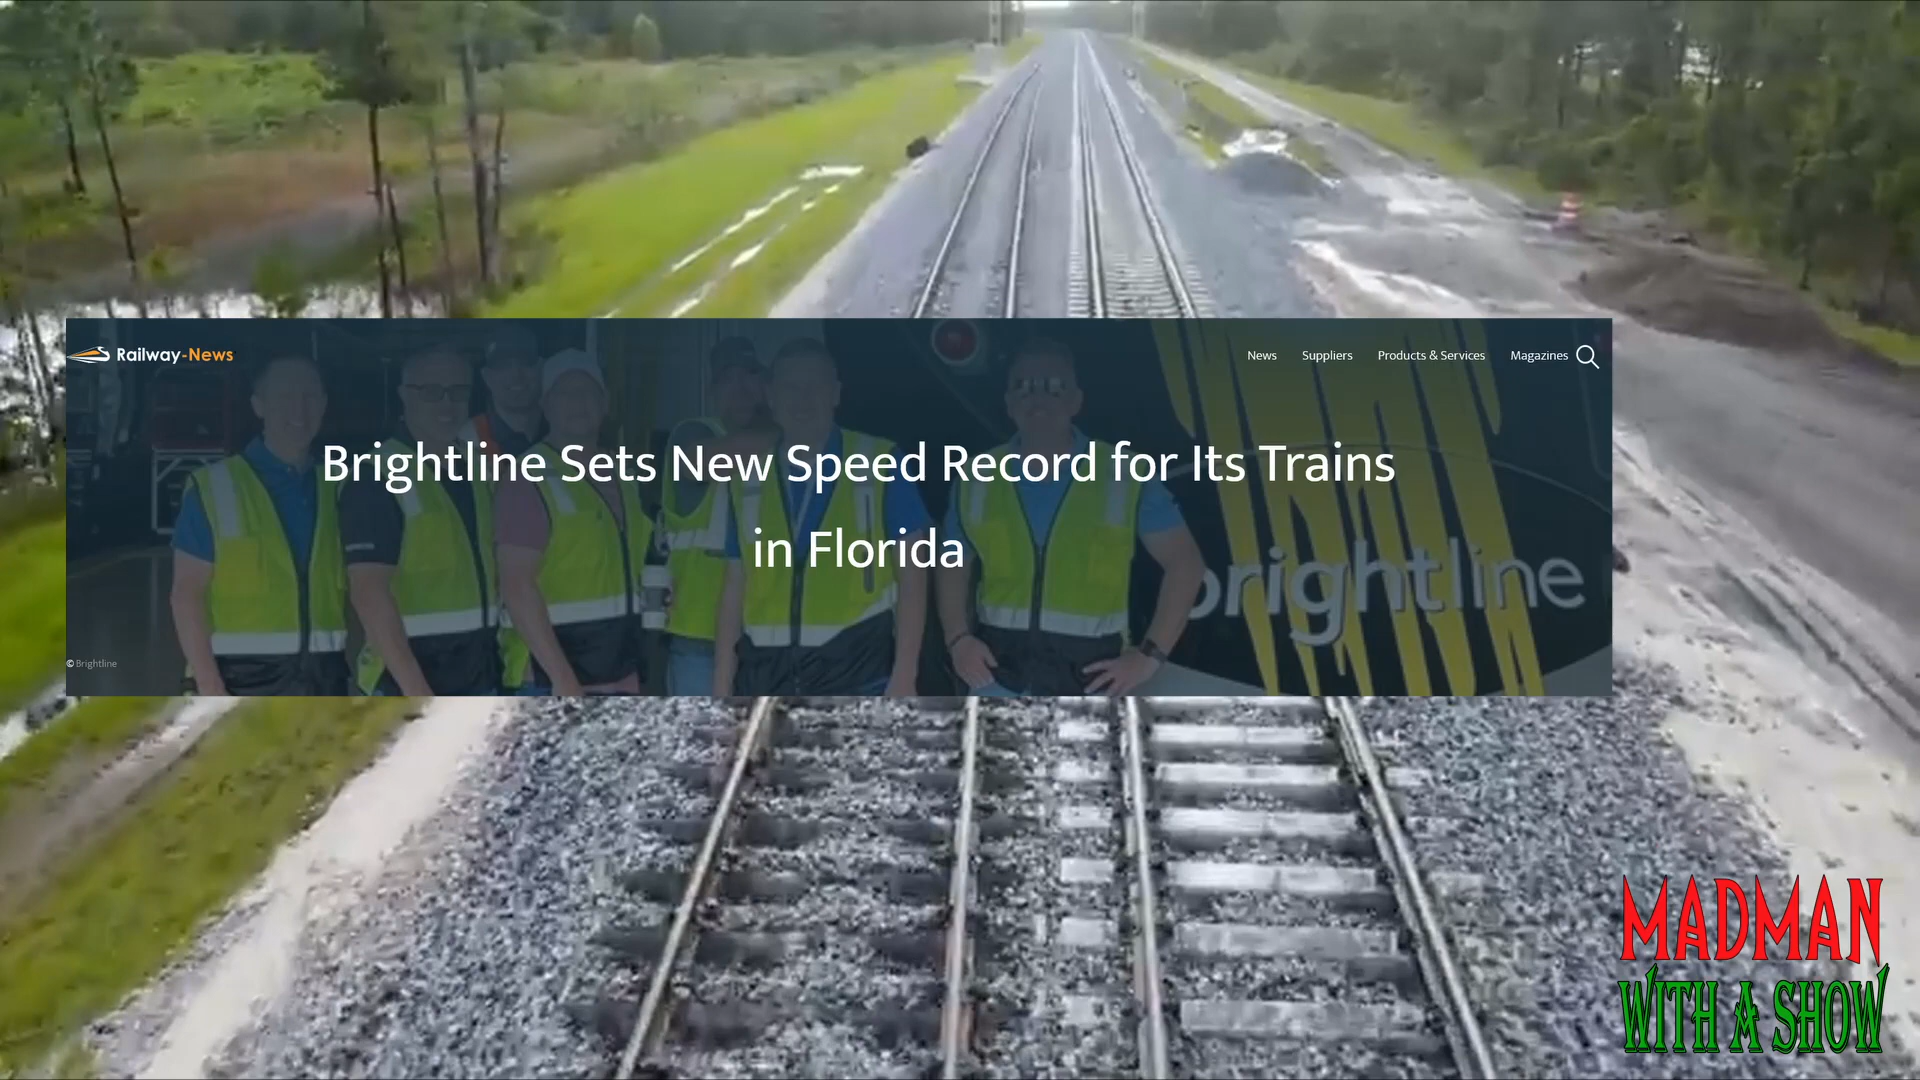 Railway-News
News Suppliers Products & Services Magazines
Brightline Sets New Speed Record for Its Trains
in Florida
brightline
© Brightline
MADMAN
WITH A SHOW